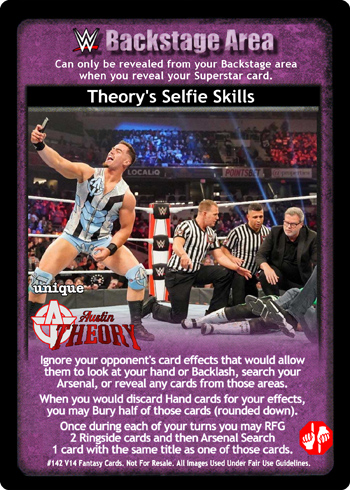 W Backstage Area
Can only be revealed from your Backstage area
when you reveal your Superstar card.
Theory's Selfie Skills
LOCALiQ
POINTSBET
unique
A
Austin
THEORY
Ignore your opponent's card effects that would allow
them to look at your hand or Backlash, search your
Arsenal, or reveal any cards from those areas.
When you would discard Hand cards for your effects,
you may Bury half of those cards (rounded down).
Once during each of your turns you may RFG
2 Ringside cards and then Arsenal Search
1 card with the same title as one of those cards.
#142 V14 Fantasy Cards. Not For Resale. All Images Used Under Fair Use Guidelines.